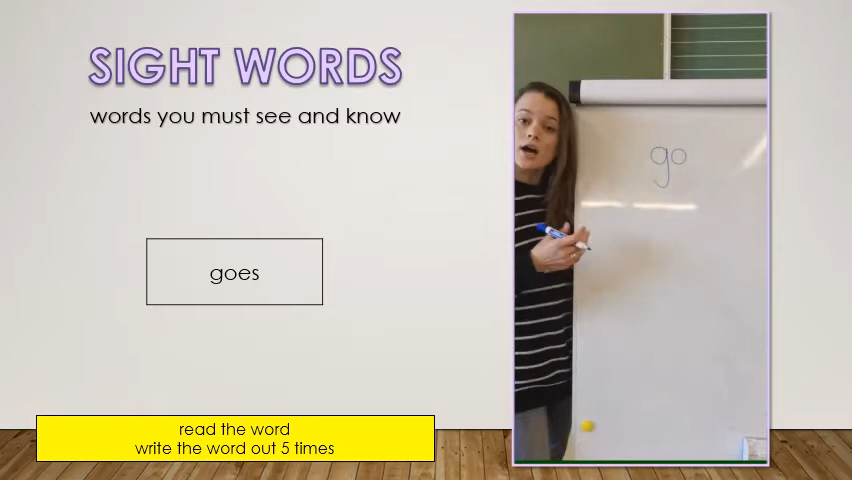 SIGHT WORDS
words you must see and know
goes
read the word
write the word out 5 times
go